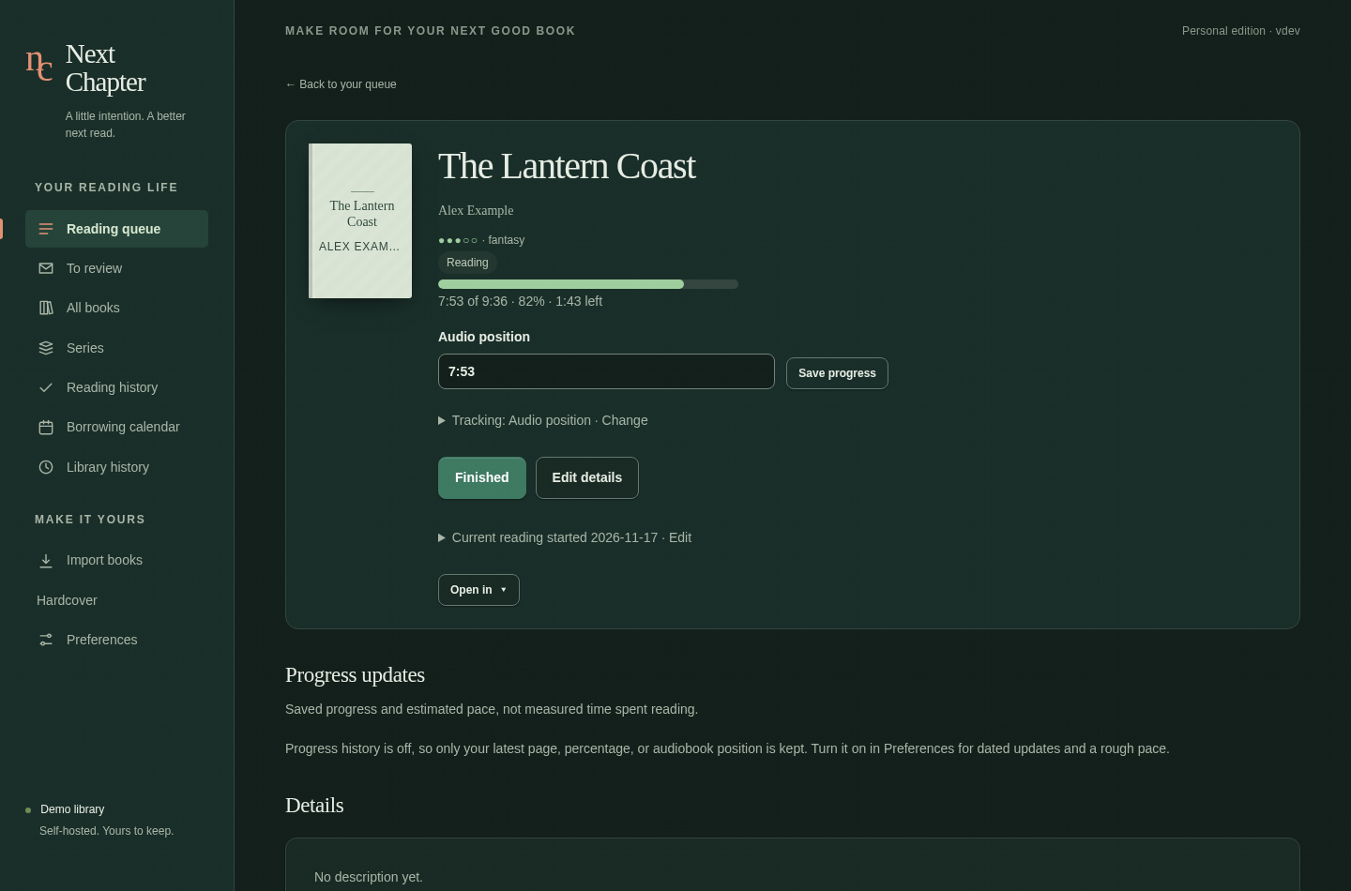 nc
Next
Chapter
A little intention. A better
next read.
YOUR READING LIFE
Reading queue
To review
All books
Series
Reading history
Borrowing calendar
Library history
MAKE IT YOURS
Import books
Hardcover
Preferences
Demo library
Self-hosted. Yours to keep.
MAKE ROOM FOR YOUR NEXT GOOD BOOK
Personal edition · vdev
← Back to your queue
The Lantern
Coast
ALEX EXAM...
The Lantern Coast
Alex Example
●●●○○ · fantasy
Reading
7:53 of 9:36 · 82% · 1:43 left
Audio position
7:53
Save progress
▶ Tracking: Audio position · Change
Finished
Edit details
▶ Current reading started 2026-11-17 · Edit
Open in ▾
Progress updates
Saved progress and estimated pace, not measured time spent reading.
Progress history is off, so only your latest page, percentage, or audiobook position is kept. Turn it on in Preferences for dated updates and a rough pace.
Details
No description yet.